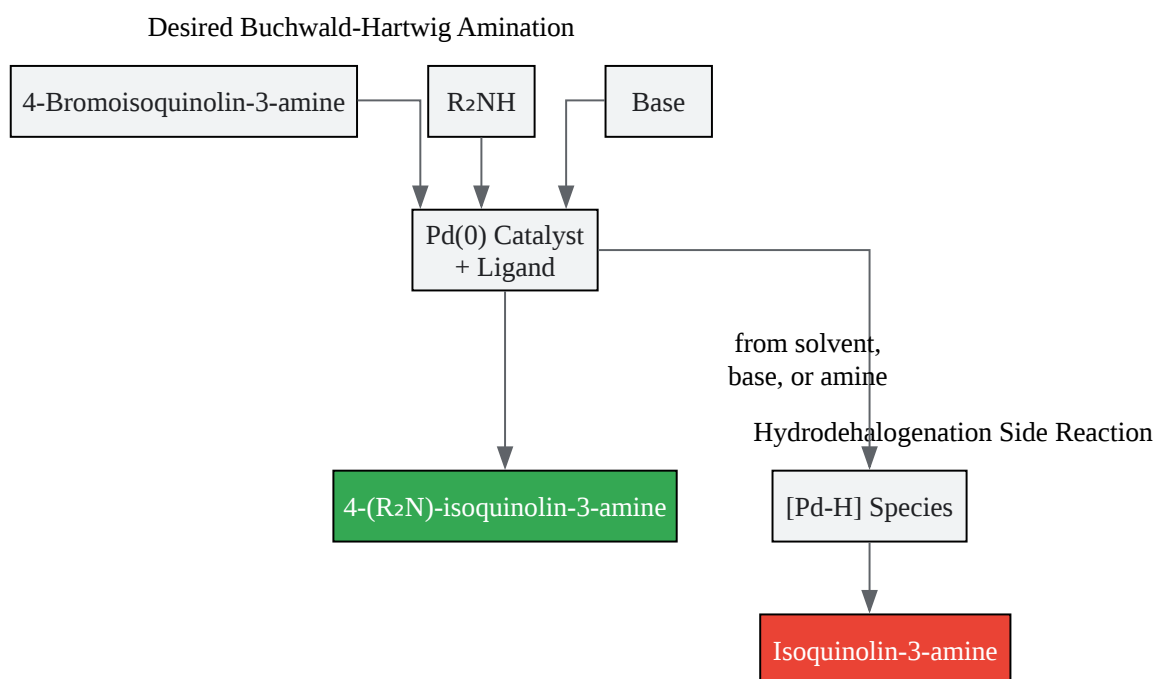 Desired Buchwald-Hartwig Amination
4-Bromoisoquinolin-3-amine
R₂NH
Base
Pd(0) Catalyst
+ Ligand
from solvent,
base, or amine
Hydrodehalogenation Side Reaction
4-(R₂N)-isoquinolin-3-amine
[Pd-H] Species
Isoquinolin-3-amine